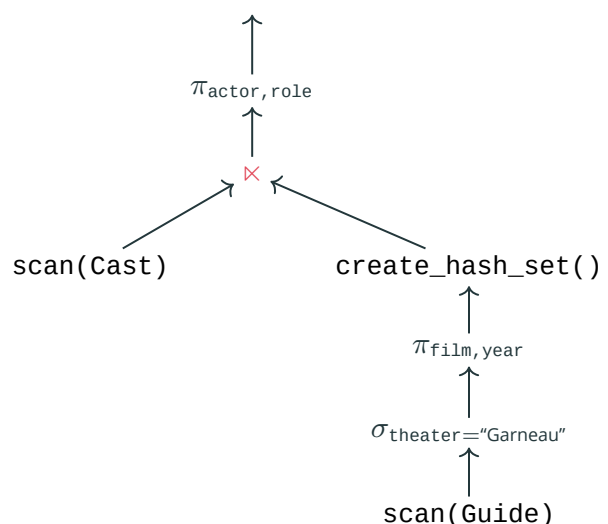 π actor,role
⋉
scan(Cast)
create_hash_set()
π film,year
σ theater=“Garneau”
scan(Guide)